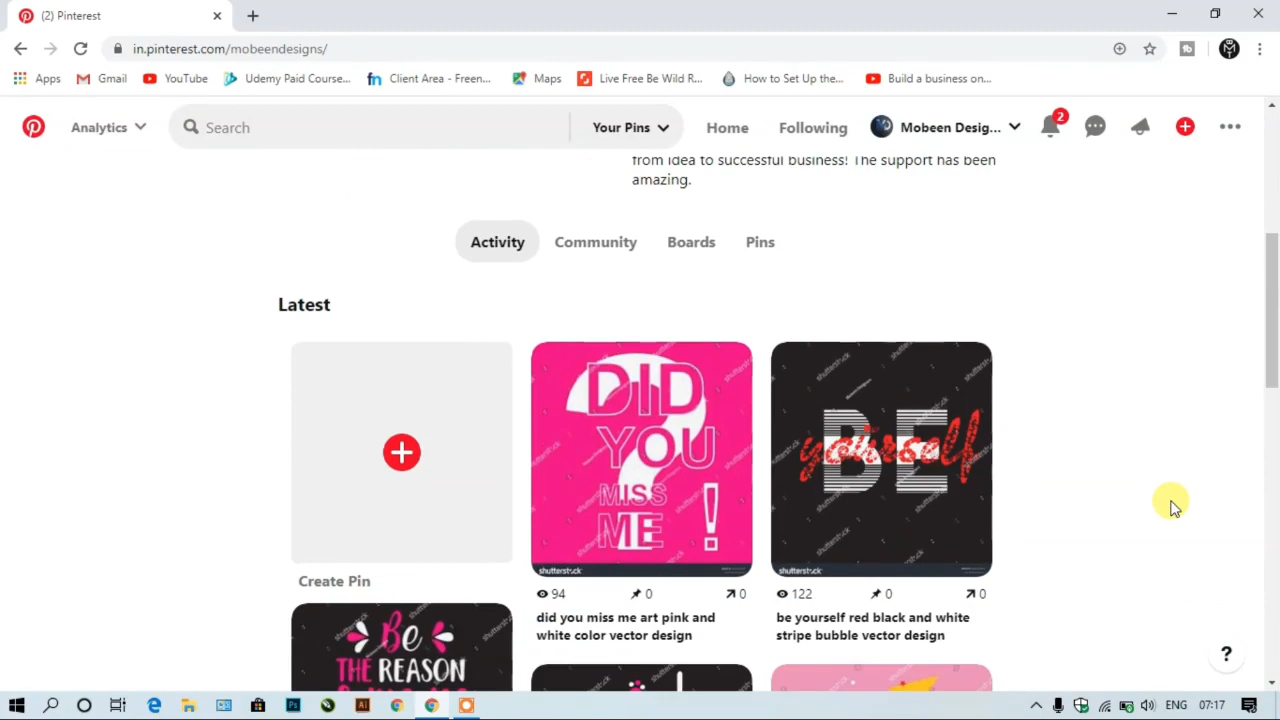 (2) Pinterest
in.pinterest.com/mobeendesigns/
Apps Gmail YouTube Udemy Paid Course... fn Client Area - Freen... Maps Live Free Be Wild R... How to Set Up the... Build a business on...
Analytics Search Your Pins Home Following Mobeen Desig... 2
from idea to successful business! The support has been
amazing.
Activity Community Boards Pins
Latest
DID
YOU
MISS
ME !
shutterstock
BE
yourself
shutterstock
94 0 0
122 0 0
Create Pin
did you miss me art pink and
white color vector design
be yourself red black and white
stripe bubble vector design
Be
THE REASON
?
ENG 07:17